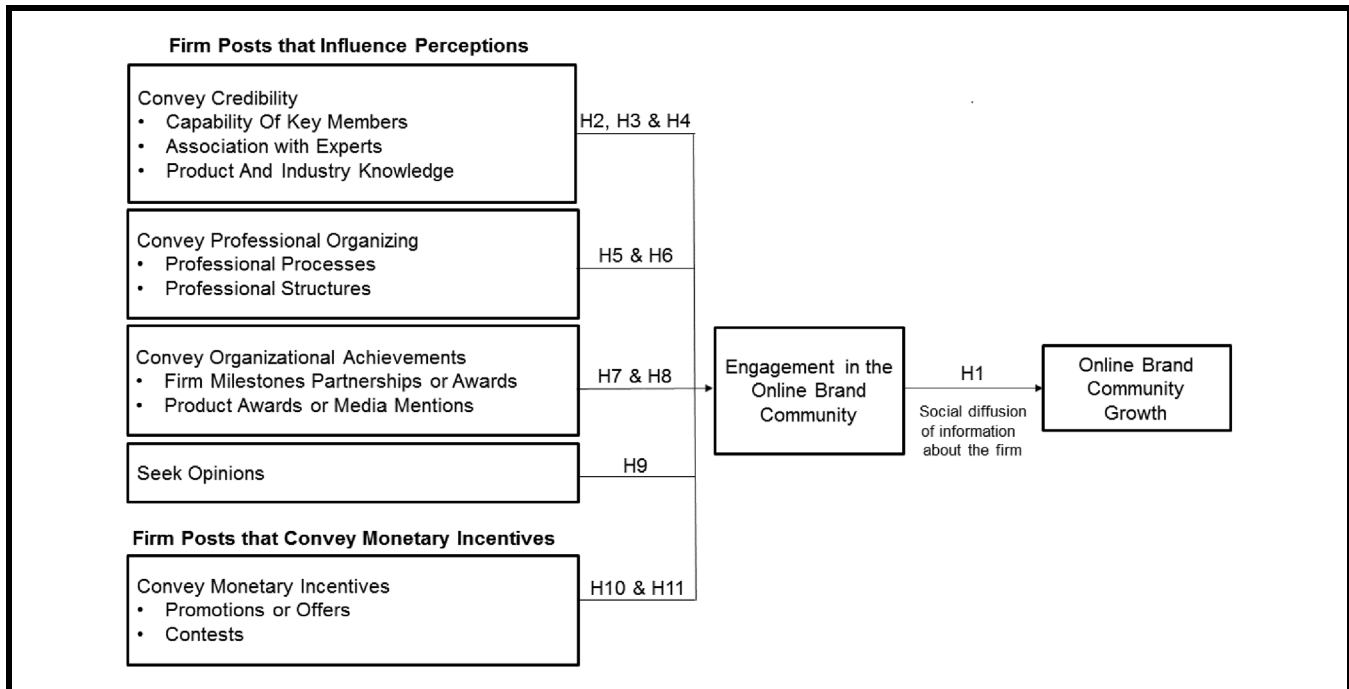 Firm Posts that Influence Perceptions
Convey Credibility
• Capability Of Key Members
• Association with Experts
• Product And Industry Knowledge
H2, H3 & H4
Convey Professional Organizing
• Professional Processes
• Professional Structures
H5 & H6
Convey Organizational Achievements
• Firm Milestones Partnerships or Awards
• Product Awards or Media Mentions
H7 & H8
Seek Opinions
H9
Firm Posts that Convey Monetary Incentives
Convey Monetary Incentives
• Promotions or Offers
• Contests
H10 & H11
Engagement in the
Online Brand
Community
H1
Social diffusion
of information
about the firm
Online Brand
Community
Growth